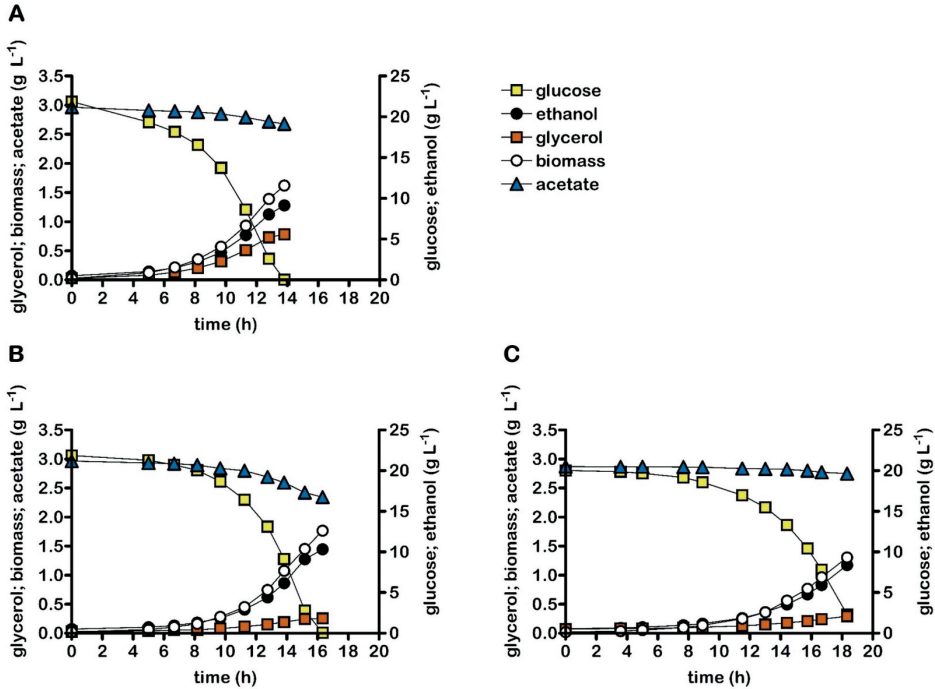 A
glycerol; biomass; acetate (g L⁻¹)
3.5
3.0
2.5
2.0
1.5
1.0
0.5
0.0
25
20
15
10
5
0
glucose; ethanol (g L⁻¹)
0 2 4 6 8 10 12 14 16 18 20
time (h)
glucose
ethanol
glycerol
biomass
acetate
B
glycerol; biomass; acetate (g L⁻¹)
3.5
3.0
2.5
2.0
1.5
1.0
0.5
0.0
25
20
15
10
5
0
glucose; ethanol (g L⁻¹)
0 2 4 6 8 10 12 14 16 18 20
time (h)
C
glycerol; biomass; acetate (g L⁻¹)
3.5
3.0
2.5
2.0
1.5
1.0
0.5
0.0
25
20
15
10
5
0
glucose; ethanol (g L⁻¹)
0 2 4 6 8 10 12 14 16 18 20
time (h)